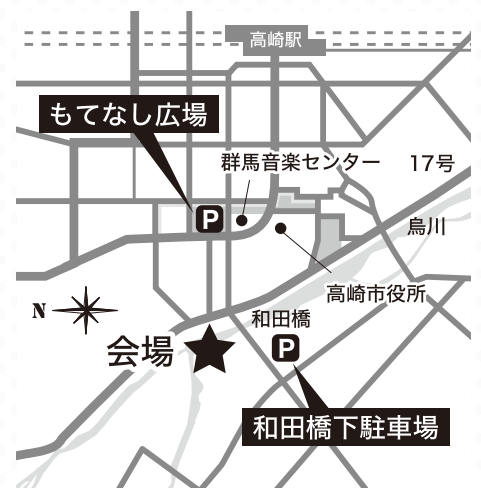 高崎駅
もてなし広場
群馬音楽センター
17号
P
烏川
高崎市役所
N
和田橋
会場
P
和田橋下駐車場